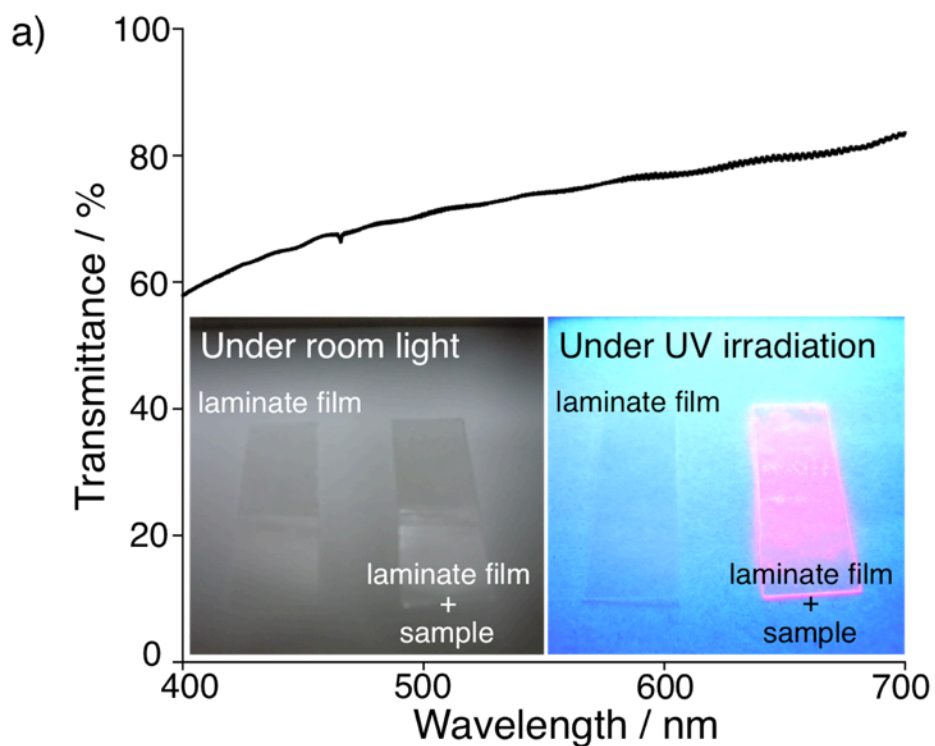 a)
100
80
60
40
20
0
Transmittance / %
Under room light
laminate film
laminate film
+
sample
Under UV irradiation
laminate film
laminate film
+
sample
400
500
600
700
Wavelength / nm